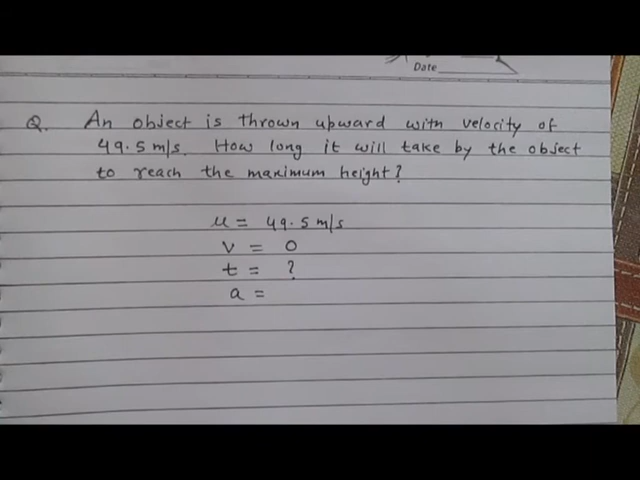 Date
Q. An object is thrown upward with velocity of
49.5 m/s. How long it will take by the object
to reach the maximum height?
u = 49.5 m/s
v = 0
t = ?
a =